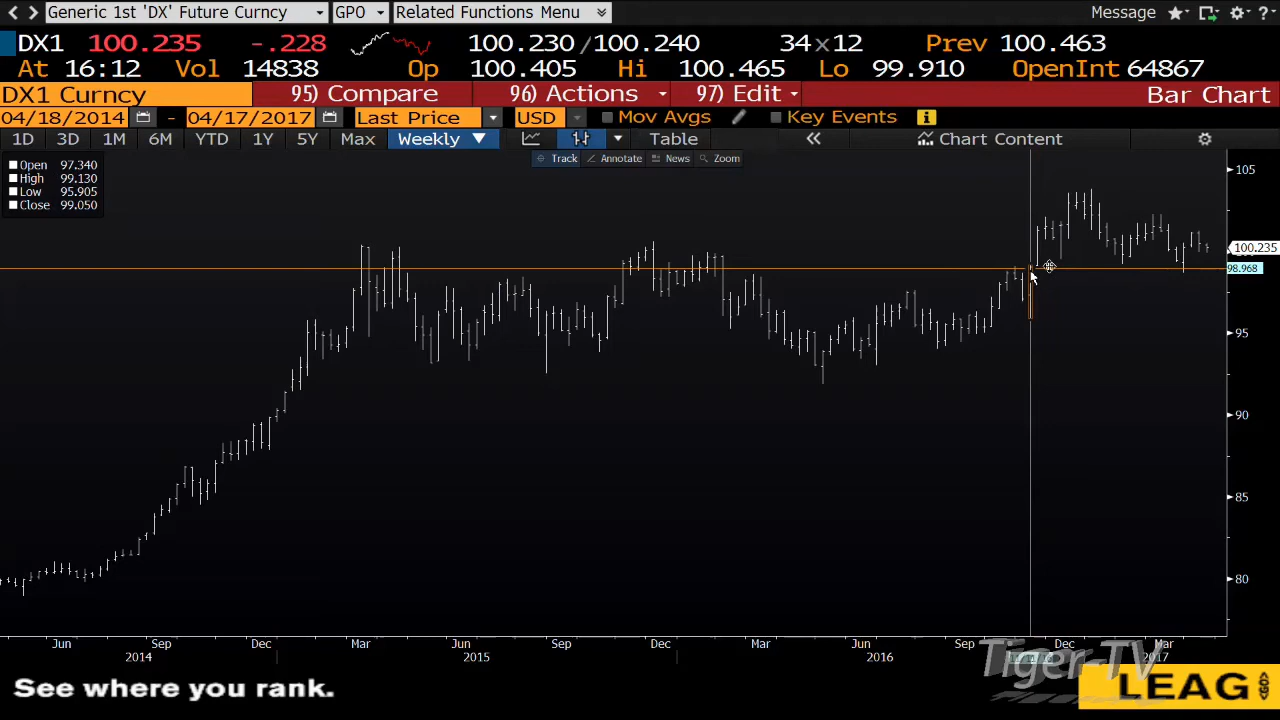 Generic 1st 'DX' Future Curncy GPO Related Functions Menu Message
DX1 100.235 -.228 100.230/100.240 34x12 Prev 100.463
At 16:12 Vol 14838 Op 100.405 Hi 100.465 Lo 99.910 OpenInt 64867
DX1 Curncy 95) Compare 96) Actions 97) Edit Bar Chart
04/18/2014 - 04/17/2017 Last Price USD Mov Avgs Key Events
1D 3D 1M 6M YTD 1Y 5Y Max Weekly Table Chart Content
Track Annotate News Zoom
Open 97.340
High 99.130
Low 95.905
Close 99.050
105
100.235
98.968
95
90
85
80
Jun Sep Dec Mar Jun Sep Dec Mar Jun Sep Dec Mar
2014 2015 2016 2017
Tiger-TV
See where you rank.
LEAG